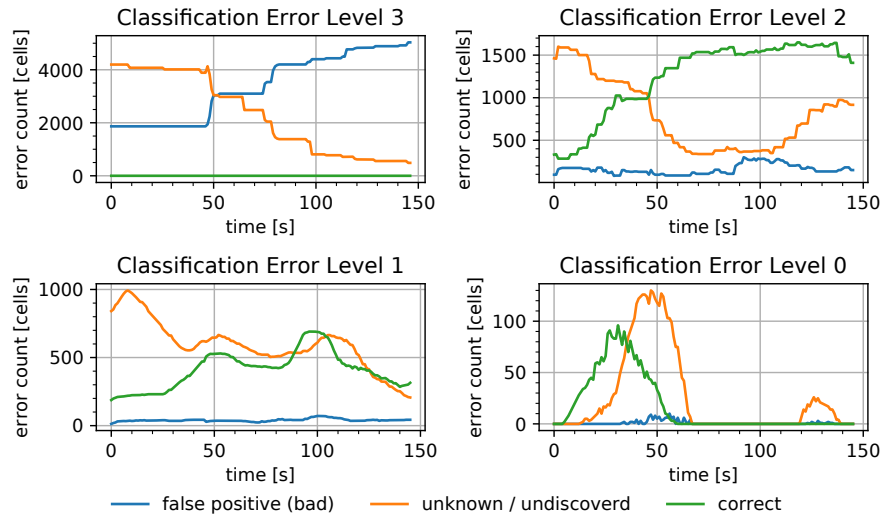 Classification Error Level 3
Classification Error Level 2
error count [cells]
4000
2000
0
0 50 100 150
time [s]
error count [cells]
1500
1000
500
0 50 100 150
time [s]
Classification Error Level 1
Classification Error Level 0
error count [cells]
1000
500
0
0 50 100 150
time [s]
error count [cells]
100
50
0
0 50 100 150
time [s]
false positive (bad) unknown / undiscoverd correct